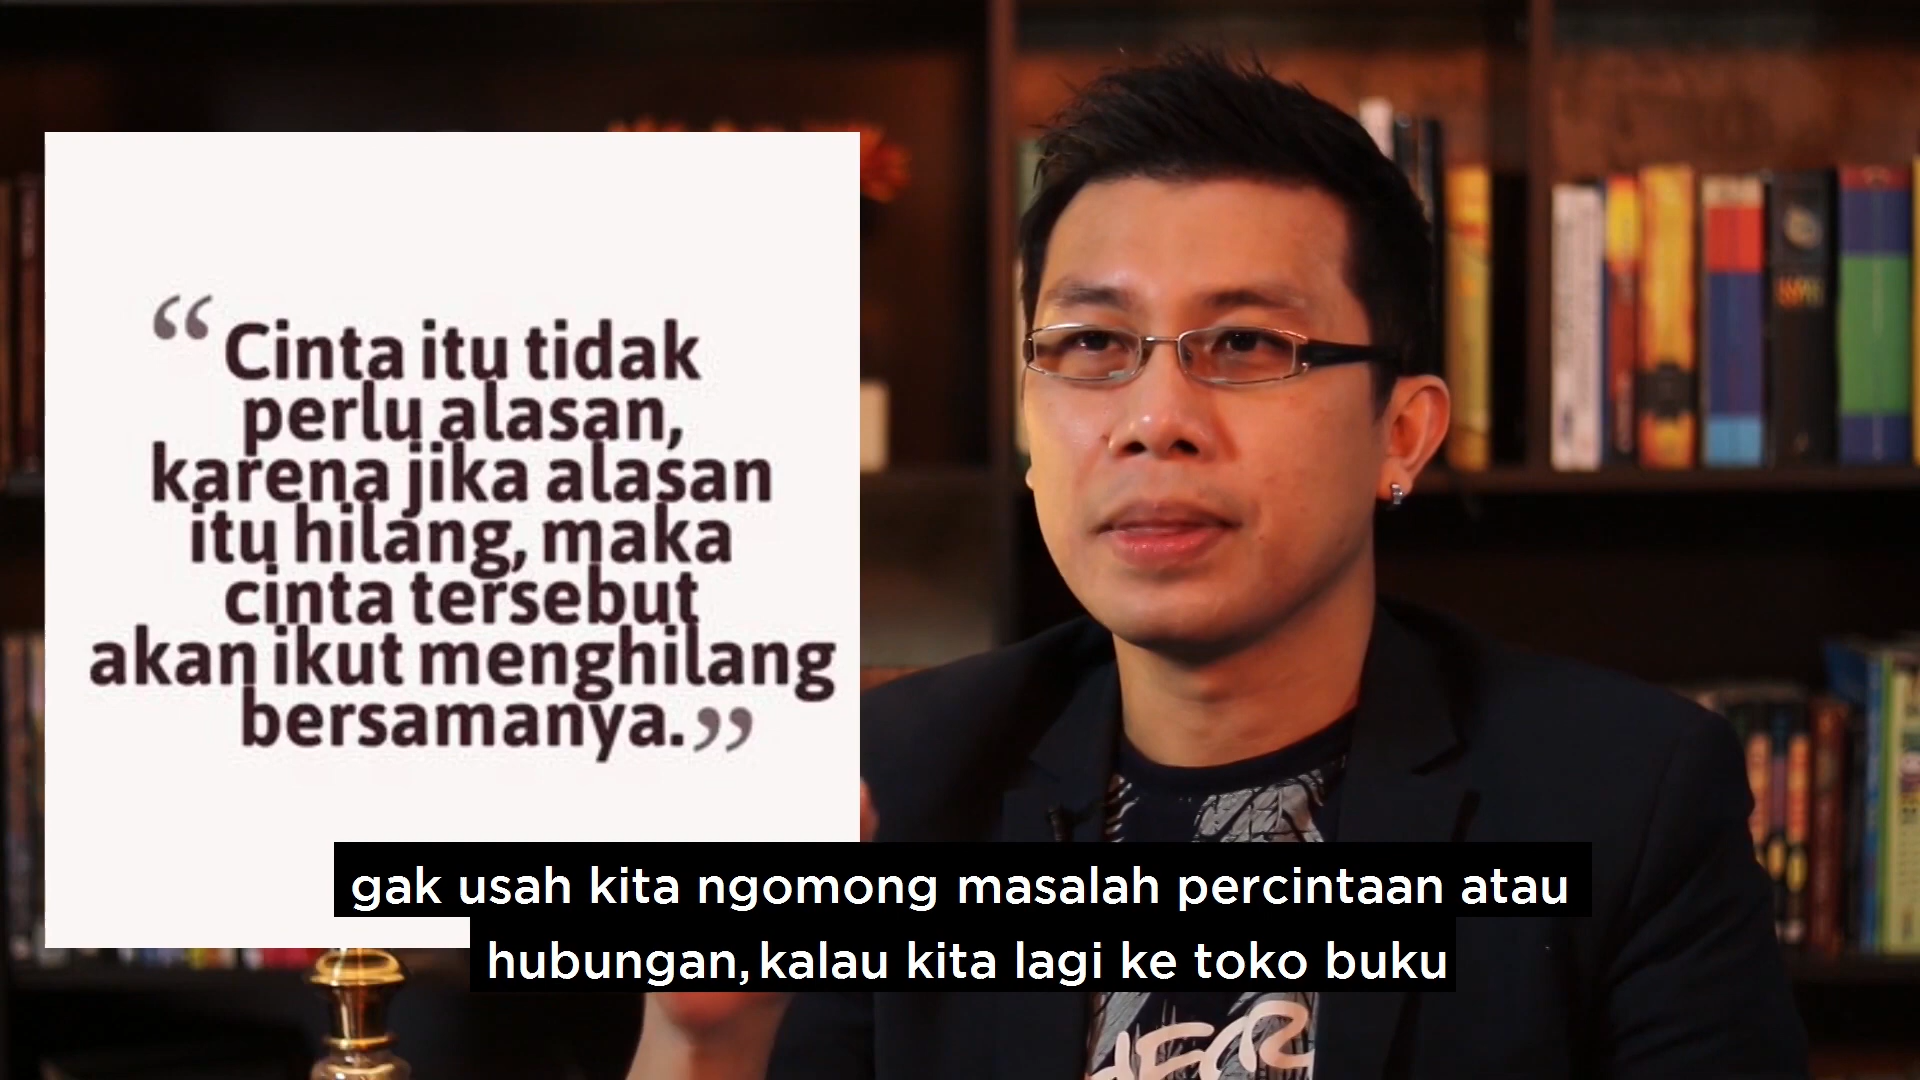 “Cinta itu tidak
perlu alasan,
karena jika alasan
itu hilang, maka
cinta tersebut
akan ikut menghilang
bersamanya.”
gak usah kita ngomong masalah percintaan atau
hubungan, kalau kita lagi ke toko buku